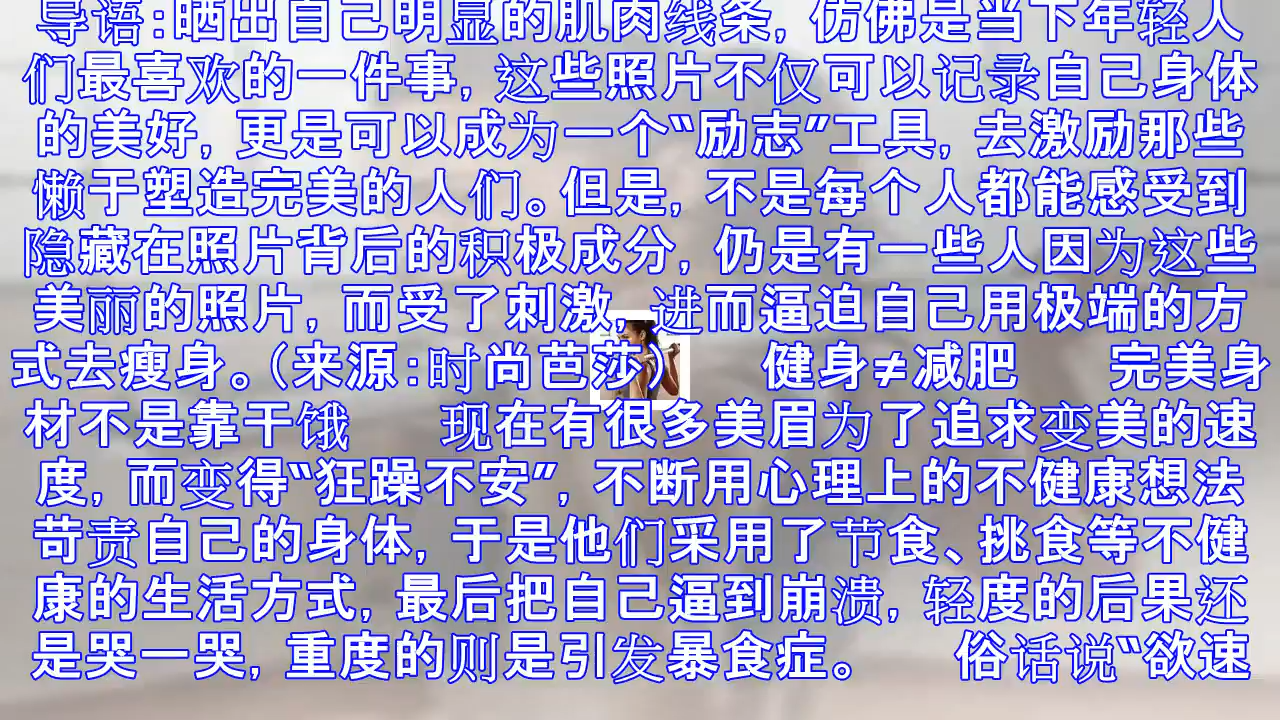 导语:晒出自己明显的肌肉线条, 仿佛是当下年轻人
们最喜欢的一件事, 这些照片不仅可以记录自己身体
的美好, 更是可以成为一个“励志”工具, 去激励那些
懒于塑造完美的人们。但是, 不是每个人都能感受到
隐藏在照片背后的积极成分, 仍是有一些人因为这些
美丽的照片, 而受了刺激, 进而逼迫自己用极端的方
式去瘦身。(来源:时尚芭莎) 健身≠减肥 完美身
材不是靠干饿 现在有很多美眉为了追求变美的速
度, 而变得“狂躁不安”, 不断用心理上的不健康想法
苛责自己的身体, 于是他们采用了节食、挑食等不健
康的生活方式, 最后把自己逼到崩溃, 轻度的后果还
是哭一哭, 重度的则是引发暴食症。 俗话说“欲速